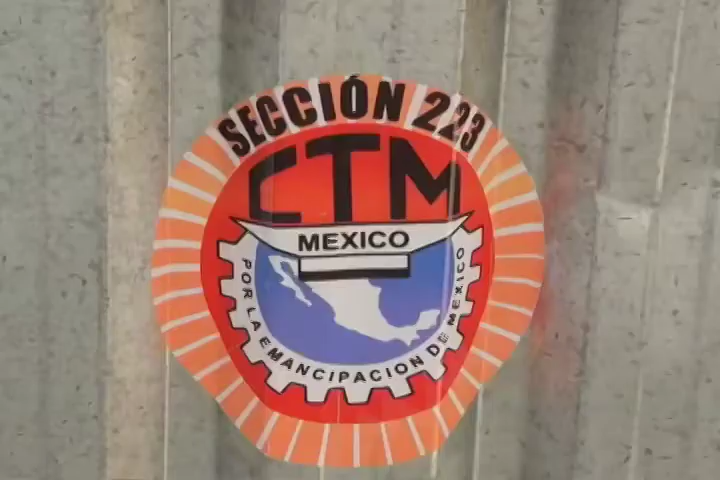 SECCIÓN 223
CTM
MEXICO
POR LA EMANCIPACION DE MEXICO